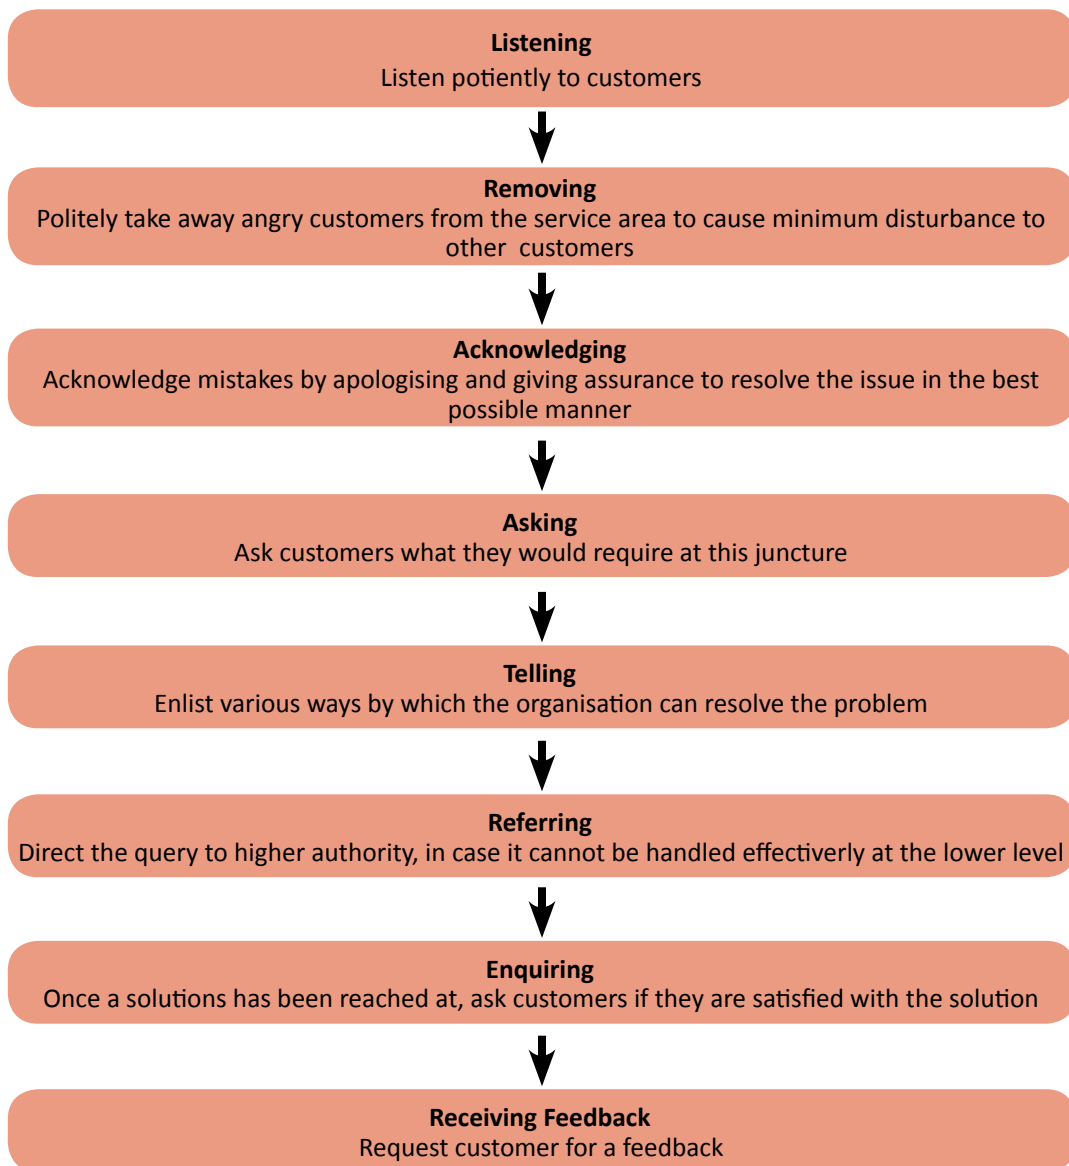 Listening
Listen potiently to customers
Removing
Politely take away angry customers from the service area to cause minimum disturbance to
other customers
Acknowledging
Acknowledge mistakes by apologising and giving assurance to resolve the issue in the best
possible manner
Asking
Ask customers what they would require at this juncture
Telling
Enlist various ways by which the organisation can resolve the problem
Referring
Direct the query to higher authority, in case it cannot be handled effectiverly at the lower level
Enquiring
Once a solutions has been reached at, ask customers if they are satisfied with the solution
Receiving Feedback
Request customer for a feedback